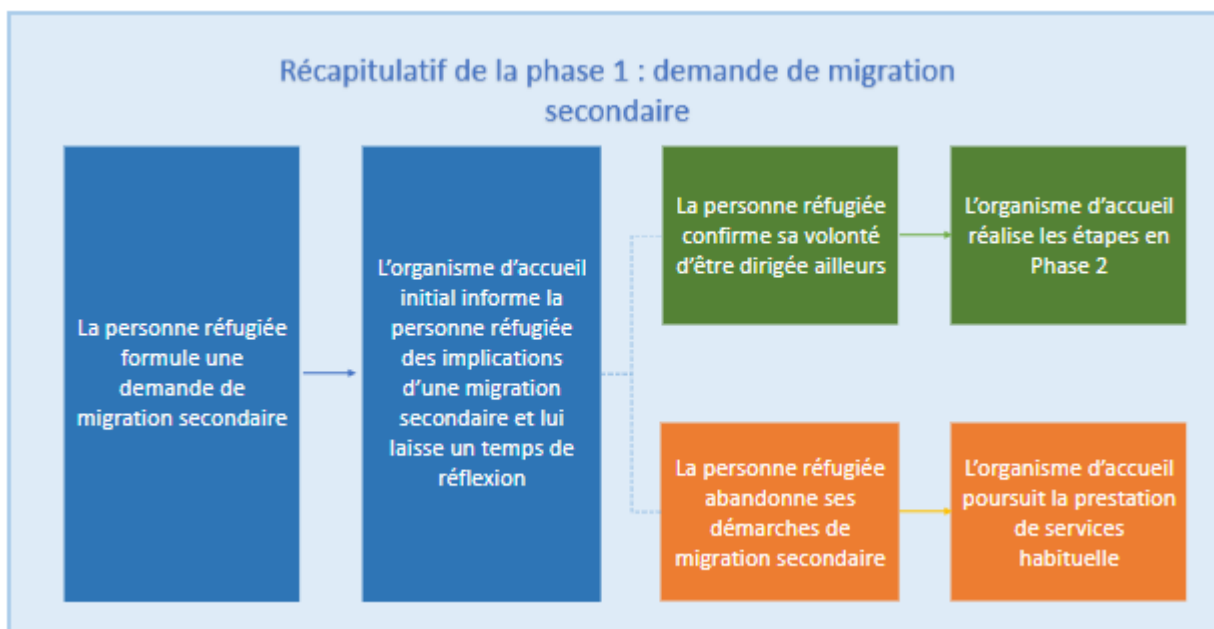 Récapitulatif de la phase 1 : demande de migration
secondaire
La personne réfugiée
formule une
demande de
migration secondaire
L'organisme d'accueil
initial informe la
personne réfugiée
des implications
d'une migration
secondaire et lui
laisse un temps de
réflexion
La personne réfugiée
confirme sa volonté
d'être dirigée ailleurs
L'organisme d'accueil
réalise les étapes en
Phase 2
La personne réfugiée
abandonne ses
démarches de
migration secondaire
L'organisme d'accueil
poursuit la prestation
de services
habituelle